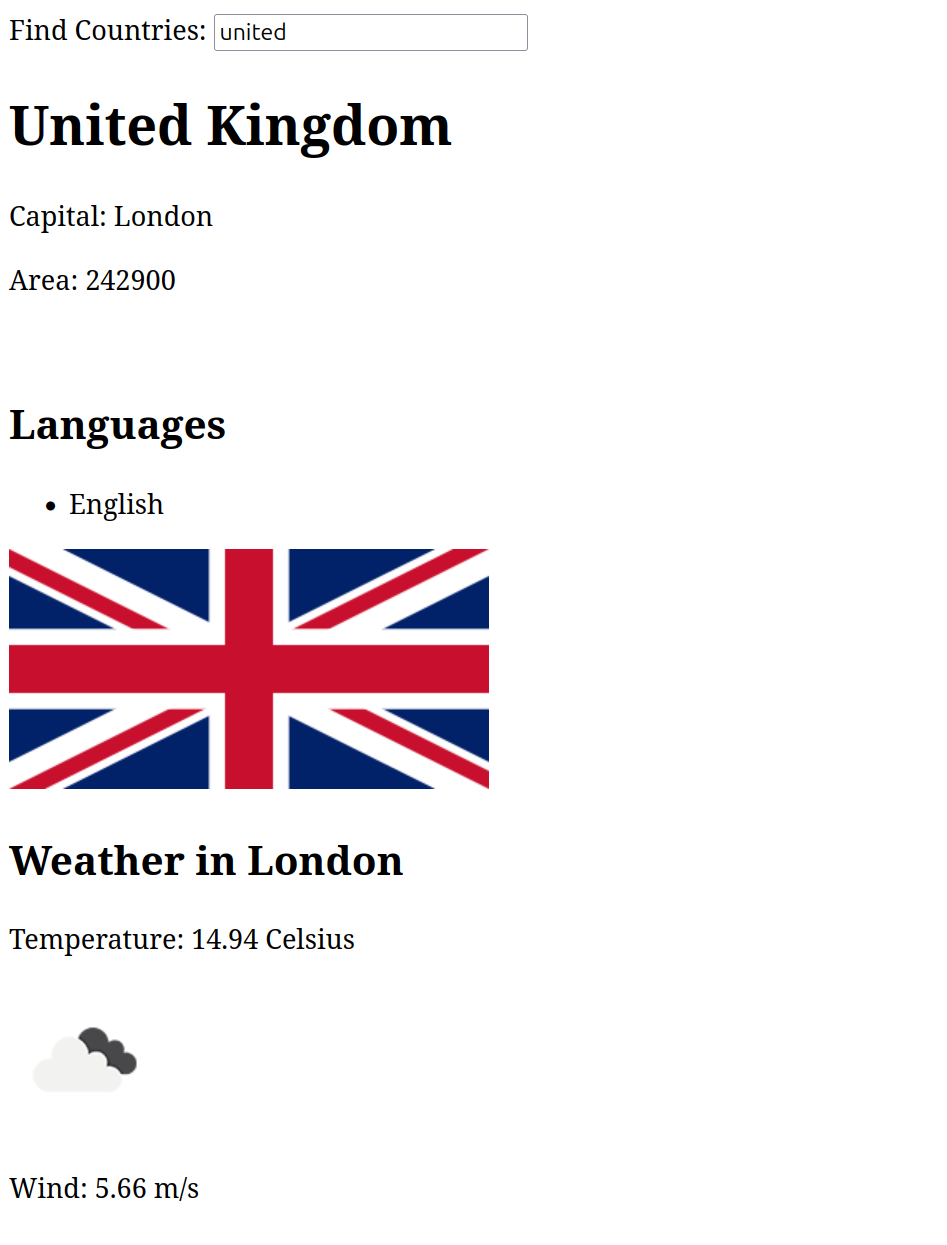 Find Countries: united
United Kingdom
Capital: London
Area: 242900
Languages
• English
Weather in London
Temperature: 14.94 Celsius
Wind: 5.66 m/s